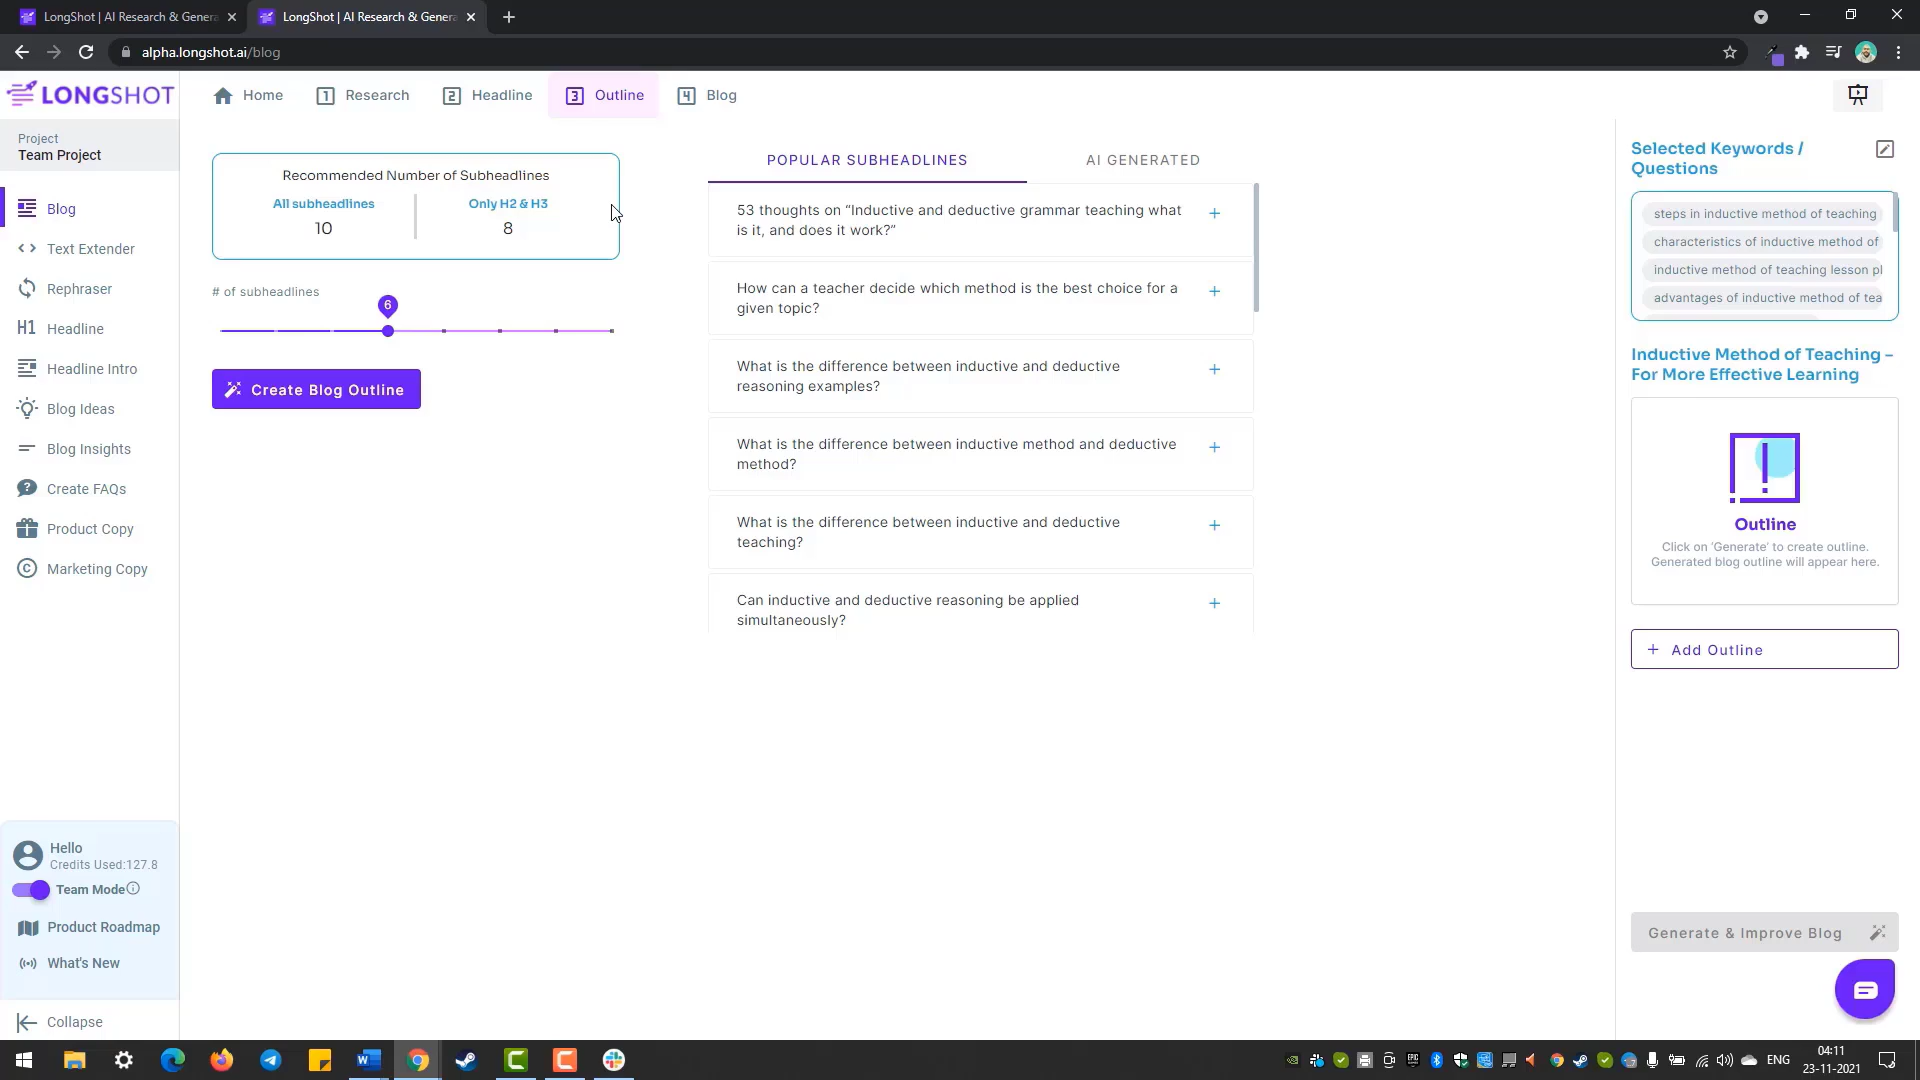 LongShot | AI Research & Genera
LongShot | AI Research & Genera
alpha.longshot.ai/blog
LONGSHOT
Home
1 Research
2 Headline
3 Outline
4 Blog
Project
Team Project
Blog
Text Extender
Rephraser
H1 Headline
Headline Intro
Blog Ideas
Blog Insights
Create FAQs
Product Copy
Marketing Copy
Hello
Credits Used:127.8
Team Mode
Product Roadmap
What's New
Collapse
Recommended Number of Subheadlines
All subheadlines
10
Only H2 & H3
8
# of subheadlines
6
Create Blog Outline
POPULAR SUBHEADLINES
AI GENERATED
53 thoughts on “Inductive and deductive grammar teaching what
is it, and does it work?”
How can a teacher decide which method is the best choice for a
given topic?
What is the difference between inductive and deductive
reasoning examples?
What is the difference between inductive method and deductive
method?
What is the difference between inductive and deductive
teaching?
Can inductive and deductive reasoning be applied
simultaneously?
Selected Keywords /
Questions
steps in inductive method of teaching
characteristics of inductive method of
inductive method of teaching lesson pl
advantages of inductive method of tea
Inductive Method of Teaching –
For More Effective Learning
Outline
Click on ‘Generate’ to create outline.
Generated blog outline will appear here.
+ Add Outline
Generate & Improve Blog
ENG
04:11
23-11-2021